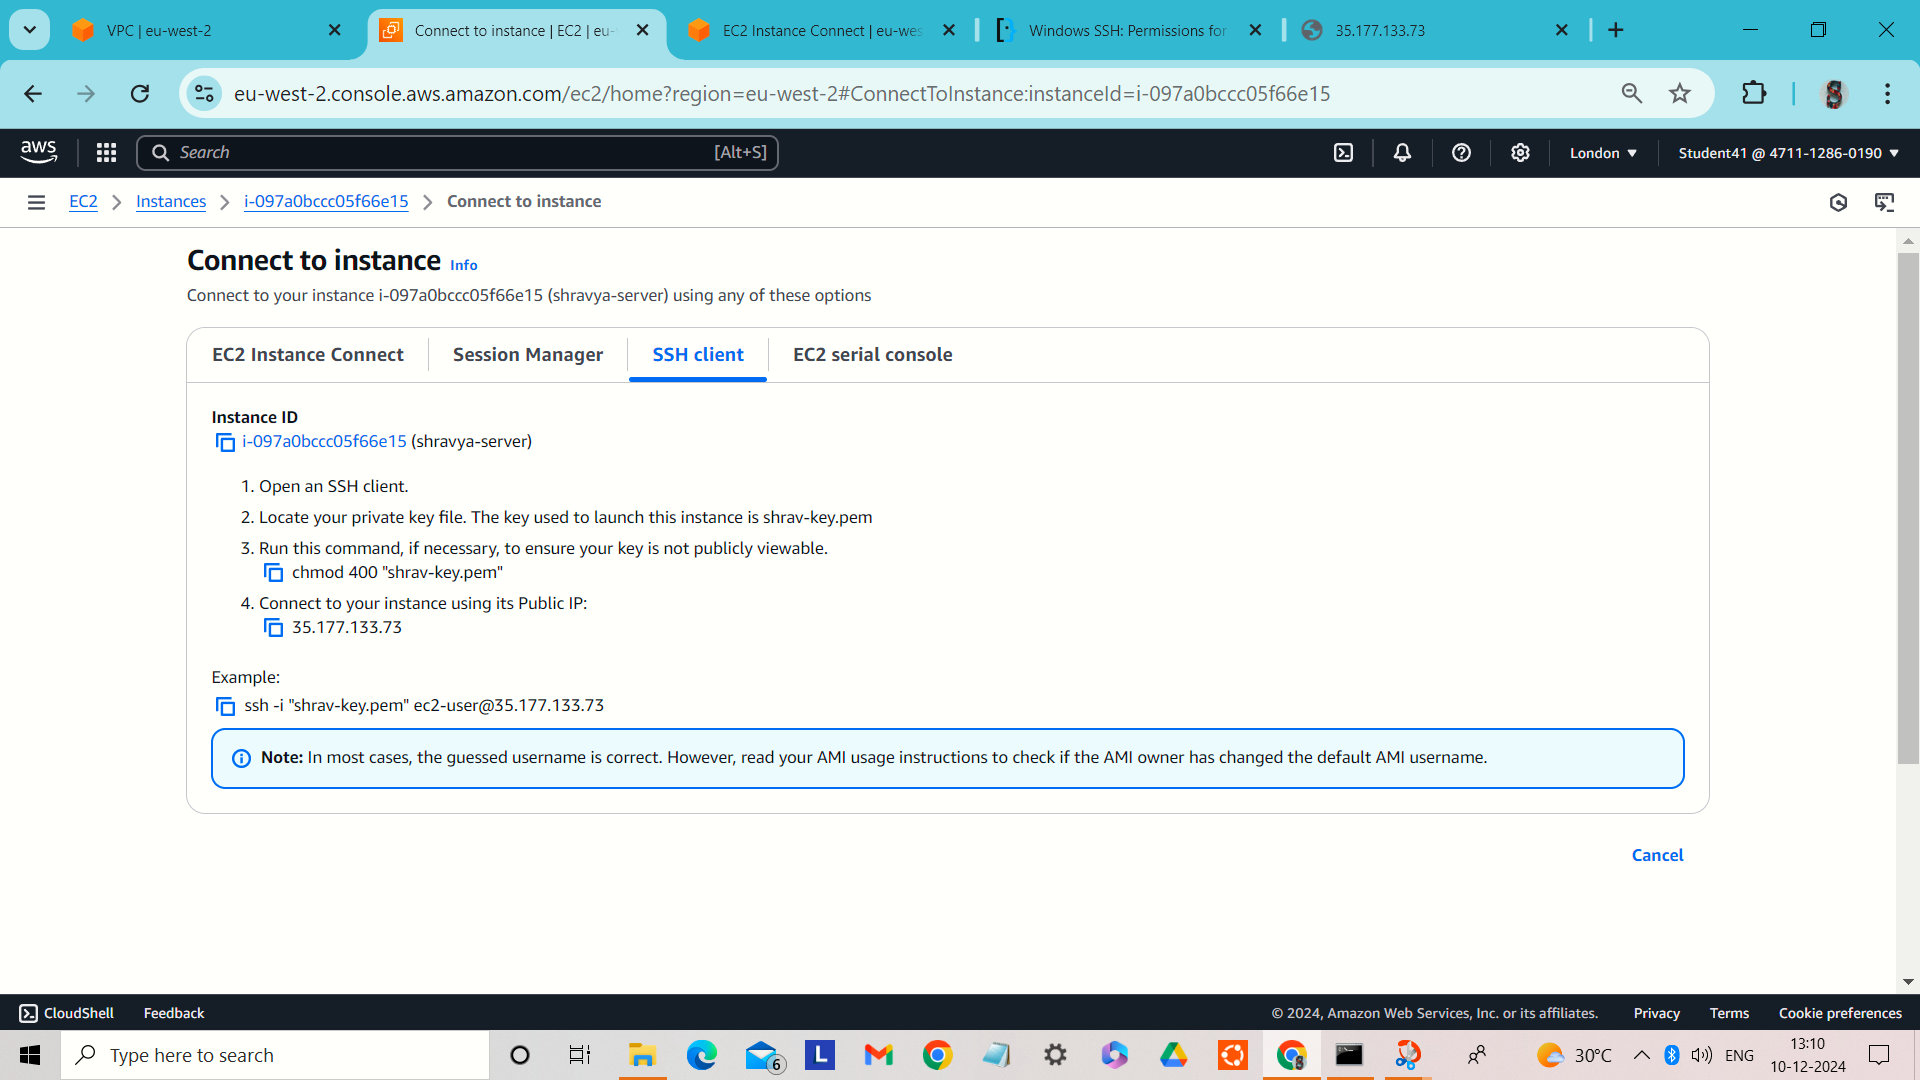 VPC | eu-west-2
Connect to instance | EC2 | eu-
EC2 Instance Connect | eu-wes
Windows SSH: Permissions for
35.177.133.73
eu-west-2.console.aws.amazon.com/ec2/home?region=eu-west-2#ConnectToInstance:instanceId=i-097a0bccc05f66e15
aws
Search
[Alt+S]
London
Student41 @ 4711-1286-0190
EC2
Instances
i-097a0bccc05f66e15
Connect to instance
Connect to instance Info
Connect to your instance i-097a0bccc05f66e15 (shravya-server) using any of these options
EC2 Instance Connect
Session Manager
SSH client
EC2 serial console
Instance ID
i-097a0bccc05f66e15 (shravya-server)
1. Open an SSH client.
2. Locate your private key file. The key used to launch this instance is shrav-key.pem
3. Run this command, if necessary, to ensure your key is not publicly viewable.
chmod 400 "shrav-key.pem"
4. Connect to your instance using its Public IP:
35.177.133.73
Example:
ssh -i "shrav-key.pem" ec2-user@35.177.133.73
Note: In most cases, the guessed username is correct. However, read your AMI usage instructions to check if the AMI owner has changed the default AMI username.
Cancel
CloudShell
Feedback
© 2024, Amazon Web Services, Inc. or its affiliates.
Privacy
Terms
Cookie preferences
Type here to search
6
L
30°C
ENG
13:10
10-12-2024